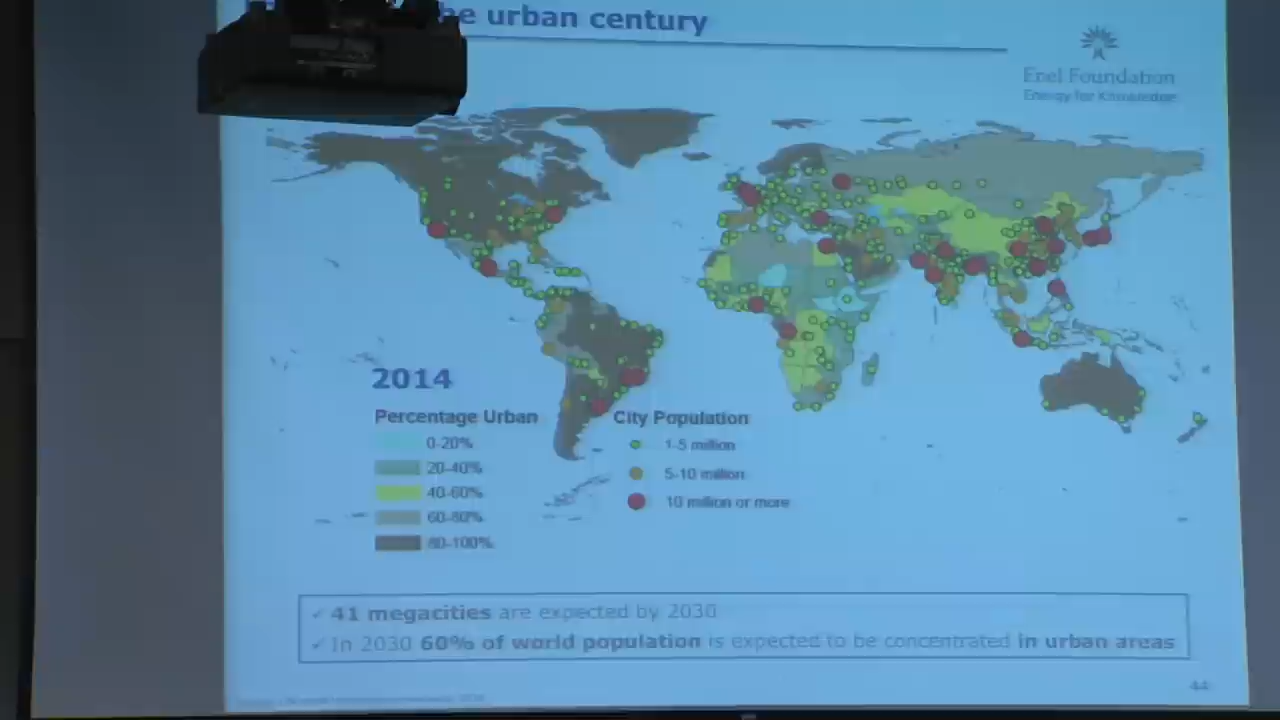 he urban century
Enel Foundation
Energy for Knowledge
2014
Percentage Urban
0-20%
20-40%
40-60%
60-80%
80-100%
City Population
1-5 million
5-10 million
10 million or more
✓ 41 megacities are expected by 2030
✓ In 2030 60% of world population is expected to be concentrated in urban areas
44